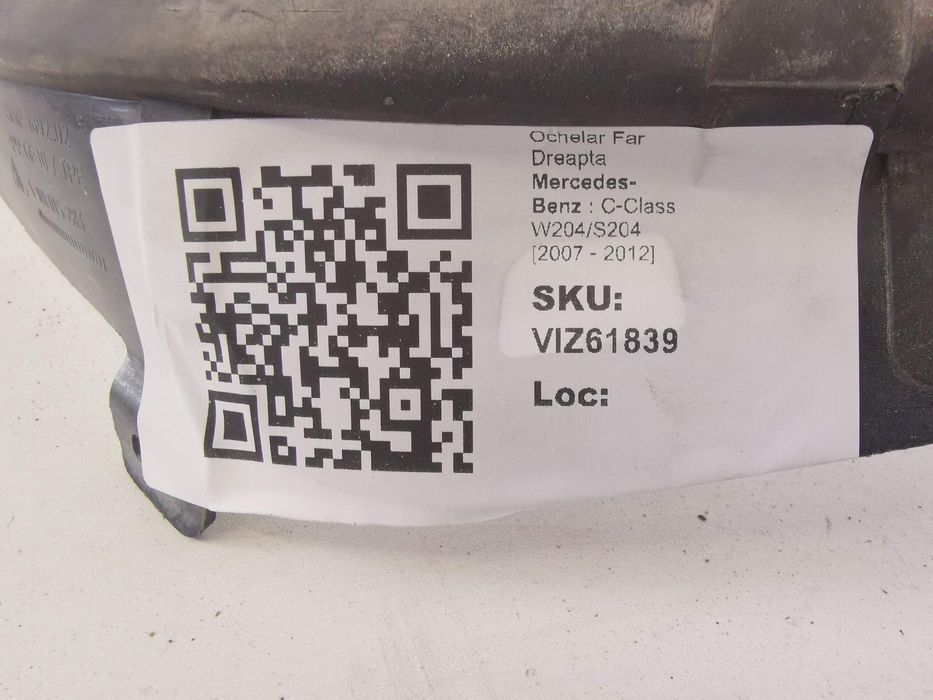 Ochelar Far
Dreapta
Mercedes-
Benz : C-Class
W204/S204
[2007 - 2012]
SKU:
VIZ61839
Loc: